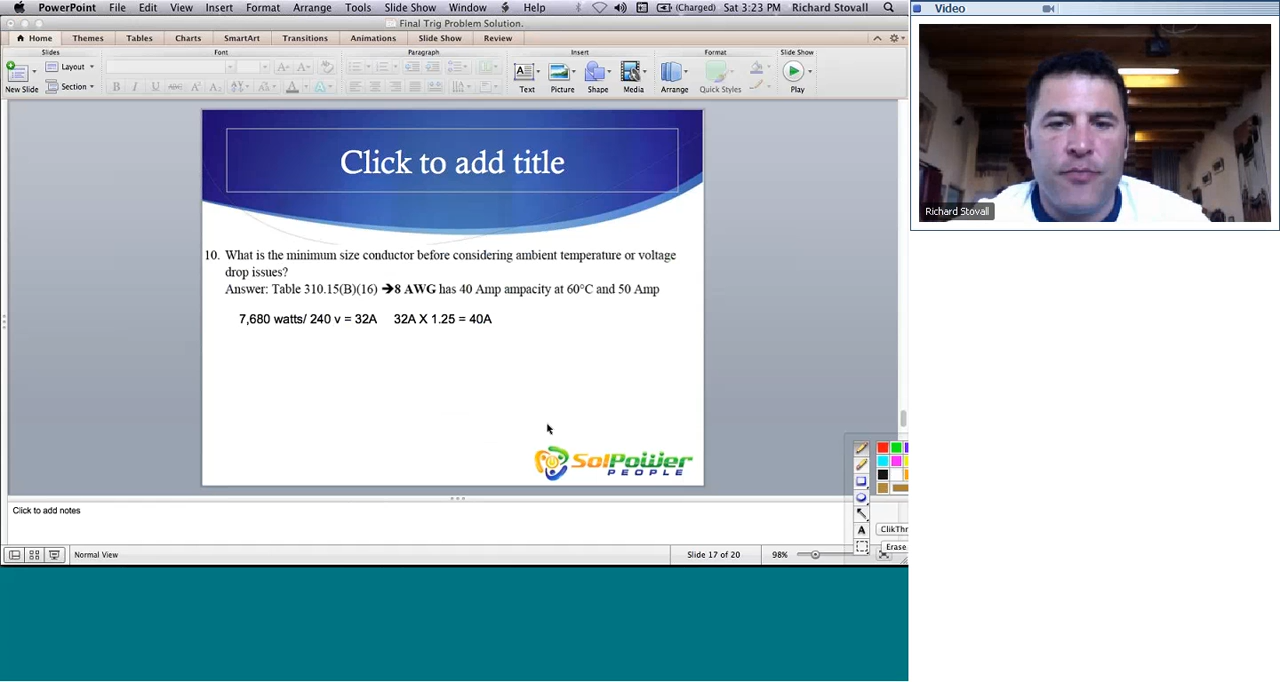 PowerPoint File Edit View Insert Format Arrange Tools Slide Show Window Help (Charged) Sat 3:23 PM Richard Stovall
Final Trig Problem Solution.
Home Themes Tables Charts SmartArt Transitions Animations Slide Show Review
Slides Font Paragraph Insert Format Slide Show
New Slide Layout Section B I U ABC A A Text Picture Shape Media Arrange Quick Styles Play
Click to add title
10. What is the minimum size conductor before considering ambient temperature or voltage
drop issues?
Answer: Table 310.15(B)(16) ➔8 AWG has 40 Amp ampacity at 60°C and 50 Amp
7,680 watts/ 240 v = 32A 32A X 1.25 = 40A
SolPower
PEOPLE
Click to add notes
Normal View Slide 17 of 20 98%
A
ClikThr
Erase
Video
Richard Stovall